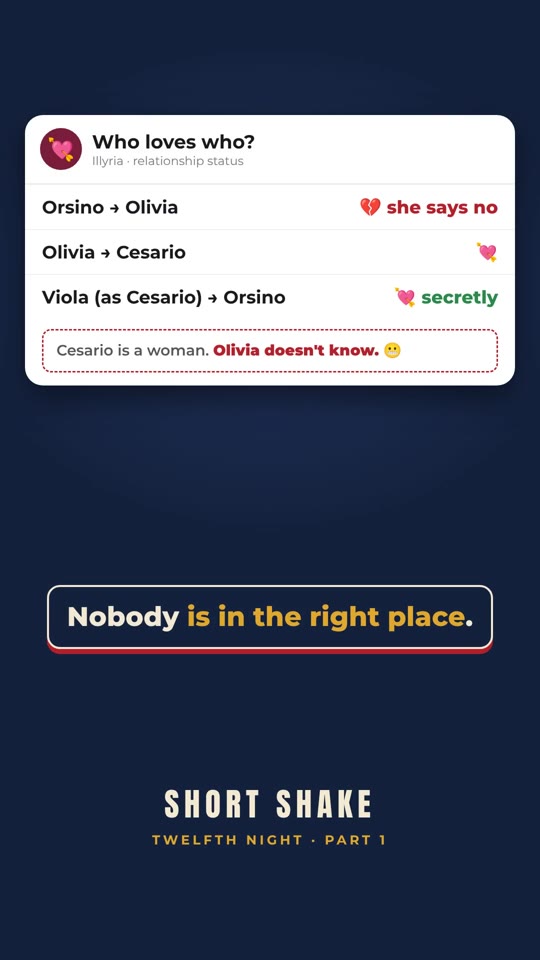 Who loves who?
Illyria · relationship status
Orsino → Olivia 💔 she says no
Olivia → Cesario 💘
Viola (as Cesario) → Orsino 💘 secretly
Cesario is a woman. Olivia doesn't know. 😬
Nobody is in the right place.
SHORT SHAKE
TWELFTH NIGHT · PART 1